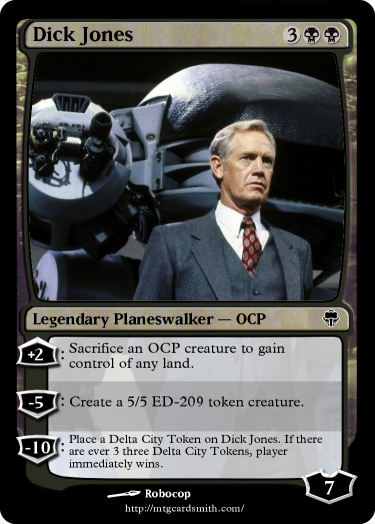 Dick Jones 3
Legendary Planeswalker — OCP
+2: Sacrifice an OCP creature to gain
control of any land.
-5: Create a 5/5 ED-209 token creature.
-10: Place a Delta City Token on Dick Jones. If there
are ever 3 three Delta City Tokens, player
immediately wins.
7
Robocop
http://mtgcardsmith.com/